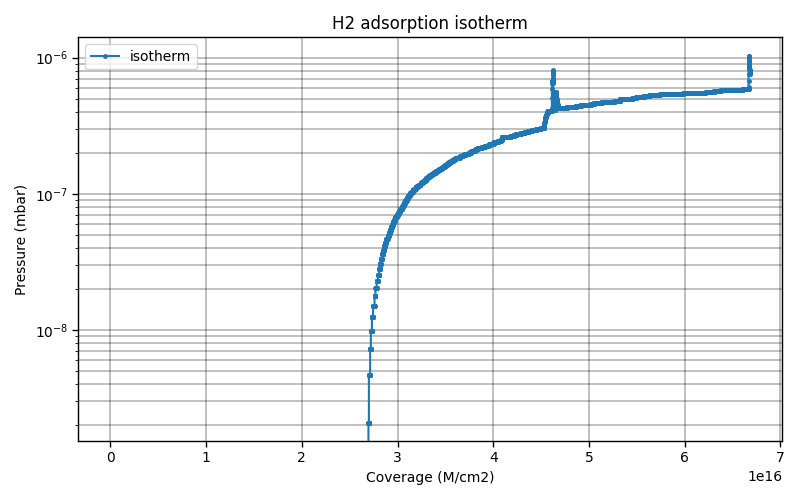 H2 adsorption isotherm
isotherm
Pressure (mbar)
10⁻⁶
10⁻⁷
10⁻⁸
0 1 2 3 4 5 6 7
1e16
Coverage (M/cm2)